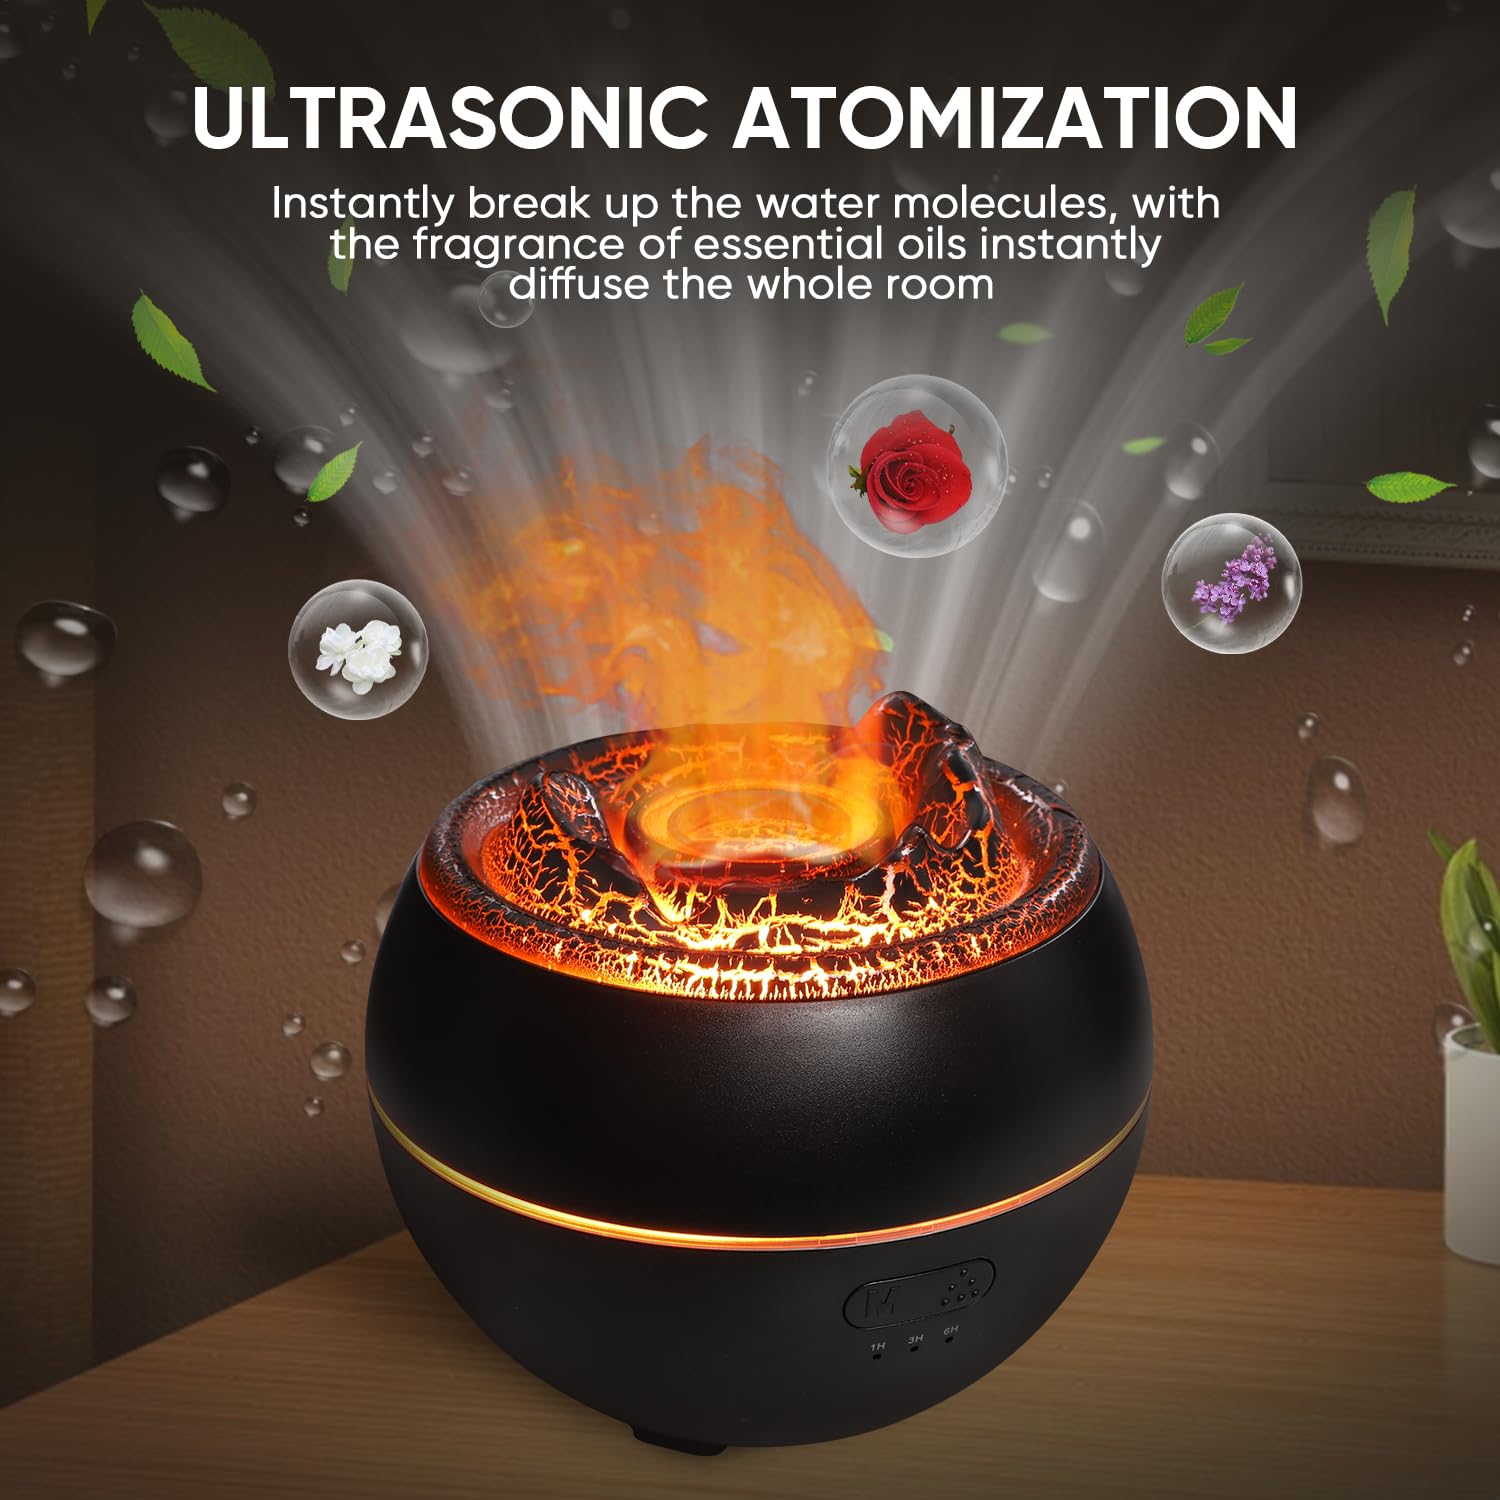 ULTRASONIC ATOMIZATION
Instantly break up the water molecules, with
the fragrance of essential oils instantly
diffuse the whole room
M
1H 3H 6H